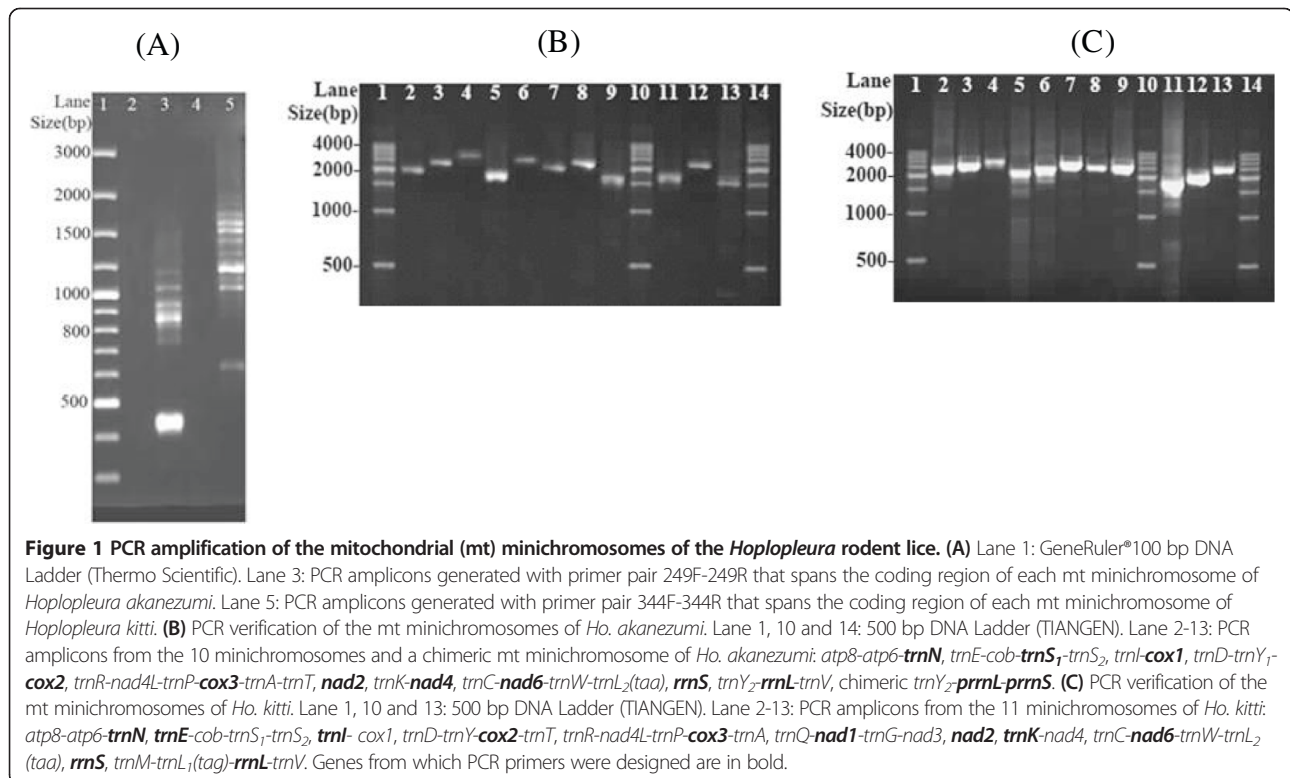 (A)
Lane 1 2 3 4 5
Size(bp)
3000
2000
1500
1000
800
500
(B)
Lane 1 2 3 4 5 6 7 8 9 10 11 12 13 14
Size(bp)
4000-
2000-
1000-
500-
(C)
Lane 1 2 3 4 5 6 7 8 9 10 11 12 13 14
Size(bp)
4000-
2000-
1000-
500-
Figure 1 PCR amplification of the mitochondrial (mt) minichromosomes of the Hoplopleura rodent lice. (A) Lane 1: GeneRuler®100 bp DNA
Ladder (Thermo Scientific). Lane 3: PCR amplicons generated with primer pair 249F-249R that spans the coding region of each mt minichromosome of
Hoplopleura akanezumi. Lane 5: PCR amplicons generated with primer pair 344F-344R that spans the coding region of each mt minichromosome of
Hoplopleura kitti. (B) PCR verification of the mt minichromosomes of Ho. akanezumi. Lane 1, 10 and 14: 500 bp DNA Ladder (TIANGEN). Lane 2-13: PCR
amplicons from the 10 minichromosomes and a chimeric mt minichromosome of Ho. akanezumi: atp8-atp6-trnN, trnE-cob-trnS₁-trnS₂, trnI-cox1, trnD-trnY₁-
cox2, trnR-nad4L-trnP-cox3-trnA-trnT, nad2, trnK-nad4, trnC-nad6-trnW-trnL₂(taa), rrnS, trnY₂-rrnL-trnV, chimeric trnY₂-prrnL-prrnS. (C) PCR verification of the
mt minichromosomes of Ho. kitti. Lane 1, 10 and 13: 500 bp DNA Ladder (TIANGEN). Lane 2-13: PCR amplicons from the 11 minichromosomes of Ho. kitti:
atp8-atp6-trnN, trnE-cob-trnS₁-trnS₂, trnI- cox1, trnD-trnY-cox2-trnT, trnR-nad4L-trnP-cox3-trnA, trnQ-nad1-trnG-nad3, nad2, trnK-nad4, trnC-nad6-trnW-trnL₂
(taa), rrnS, trnM-trnL₁(tag)-rrnL-trnV. Genes from which PCR primers were designed are in bold.